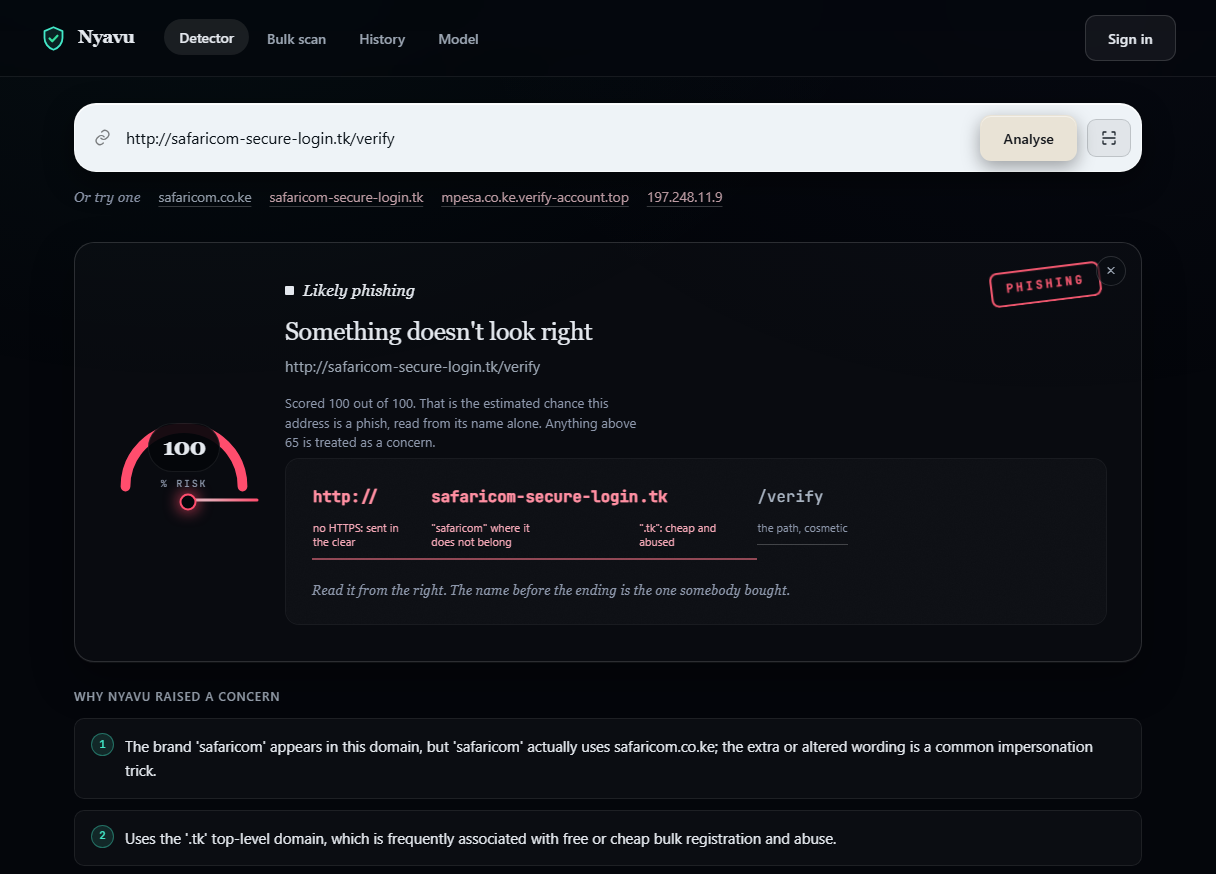 Nyavu
Detector
Bulk scan
History
Model
Sign in
http://safaricom-secure-login.tk/verify
Analyse
Or try one
safaricom.co.ke
safaricom-secure-login.tk
mpesa.co.ke.verify-account.top
197.248.11.9
PHISHING
Likely phishing
Something doesn't look right
http://safaricom-secure-login.tk/verify
Scored 100 out of 100. That is the estimated chance this
address is a phish, read from its name alone. Anything above
65 is treated as a concern.
100
% RISK
http://
safaricom-secure-login.tk
/verify
no HTTPS: sent in
the clear
"safaricom" where it
does not belong
".tk": cheap and
abused
the path, cosmetic
Read it from the right. The name before the ending is the one somebody bought.
WHY NYAVU RAISED A CONCERN
1
The brand 'safaricom' appears in this domain, but 'safaricom' actually uses safaricom.co.ke; the extra or altered wording is a common impersonation
trick.
2
Uses the '.tk' top-level domain, which is frequently associated with free or cheap bulk registration and abuse.